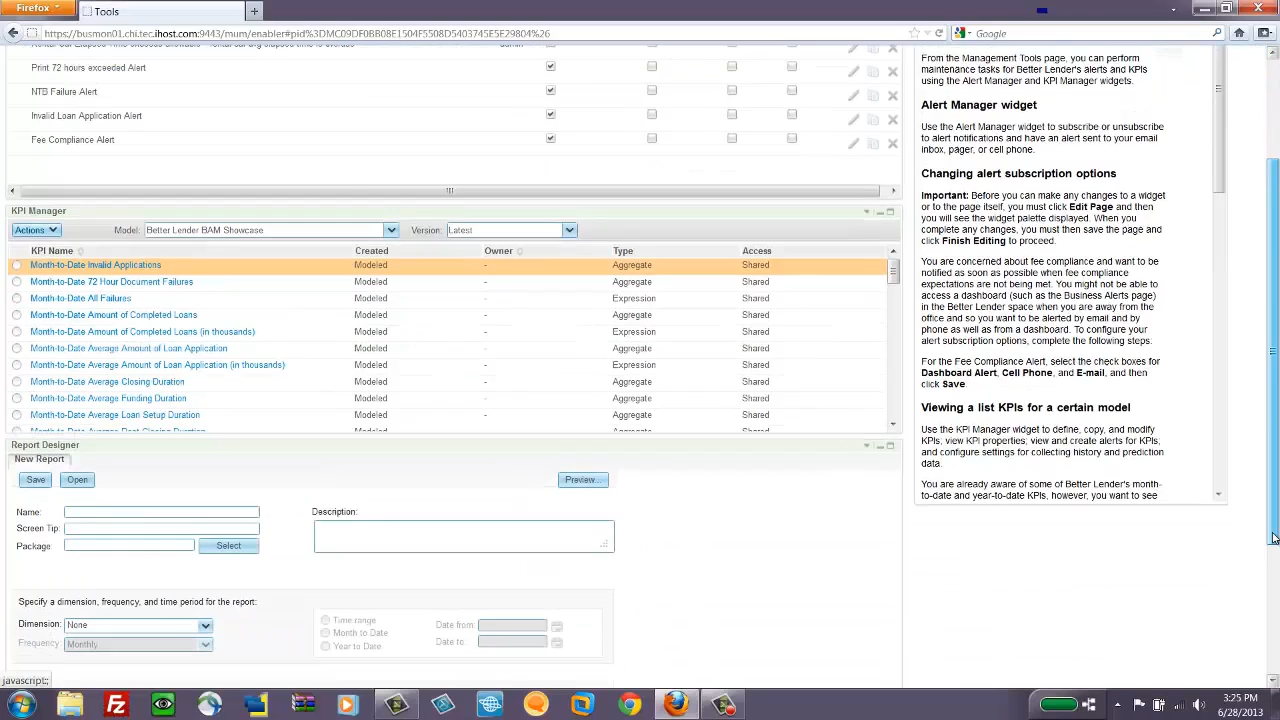 Firefox
Tools
https://busmon01.chi.tec.ihost.com:9443/mum/enabler#pid%3DMC09DF0BB08E1504F5508D5403745E5E29804%26
Google
Print 72 hours exceeded Alert
NTB Failure Alert
Invalid Loan Application Alert
Fee Compliance Alert
KPI Manager
Actions
Model:
Better Lender BAM Showcase
Version:
Latest
KPI Name
Created
Owner
Type
Access
Month-to-Date Invalid Applications
Modeled
-
Aggregate
Shared
Month-to-Date 72 Hour Document Failures
Modeled
-
Aggregate
Shared
Month-to-Date All Failures
Modeled
-
Expression
Shared
Month-to-Date Amount of Completed Loans
Modeled
-
Aggregate
Shared
Month-to-Date Amount of Completed Loans (in thousands)
Modeled
-
Expression
Shared
Month-to-Date Average Amount of Loan Application
Modeled
-
Aggregate
Shared
Month-to-Date Average Amount of Loan Application (in thousands)
Modeled
-
Expression
Shared
Month-to-Date Average Closing Duration
Modeled
-
Aggregate
Shared
Month-to-Date Average Funding Duration
Modeled
-
Aggregate
Shared
Month-to-Date Average Loan Setup Duration
Modeled
-
Aggregate
Shared
Report Designer
New Report
Save
Open
Preview...
Name:
Description:
Screen Tip:
Package:
Select
Specify a dimension, frequency, and time period for the report:
Dimension:
None
Frequency:
Monthly
Time range
Month to Date
Year to Date
Date from:
Date to:
javascript:;
From the Management Tools page, you can perform
maintenance tasks for Better Lender's alerts and KPIs
using the Alert Manager and KPI Manager widgets.
Alert Manager widget
Use the Alert Manager widget to subscribe or unsubscribe
to alert notifications and have an alert sent to your email
inbox, pager, or cell phone.
Changing alert subscription options
Important: Before you can make any changes to a widget
or to the page itself, you must click Edit Page and then
you will see the widget palette displayed. When you
complete any changes, you must then save the page and
click Finish Editing to proceed.
You are concerned about fee compliance and want to be
notified as soon as possible when fee compliance
expectations are not being met. You might not be able to
access a dashboard (such as the Business Alerts page)
in the Better Lender space when you are away from the
office and so you want to be alerted by email and by
phone as well as from a dashboard. To configure your
alert subscription options, complete the following steps.
For the Fee Compliance Alert, select the check boxes for
Dashboard Alert, Cell Phone, and E-mail, and then
click Save
Viewing a list KPIs for a certain model
Use the KPI Manager widget to define, copy, and modify
KPIs; view KPI properties; view and create alerts for KPIs;
and configure settings for collecting history and prediction
data.
You are already aware of some of Better Lender's month-
to-date and year-to-date KPIs, however, you want to see
3:25 PM
6/28/2013